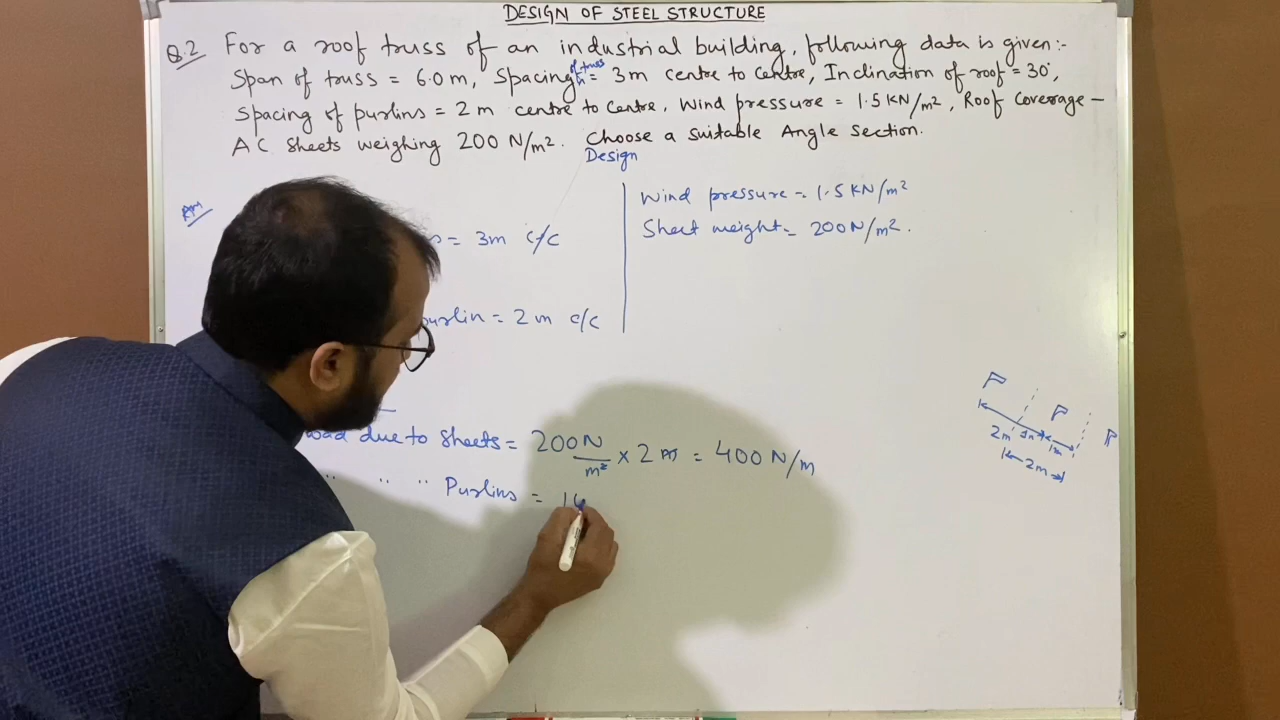 DESIGN OF STEEL STRUCTURE
Q.2 For a roof truss of an industrial building, following data is given:-
Span of truss = 6.0 m, Spacing of truss = 3m centre to centre, Inclination of roof = 30°,
Spacing of purlins = 2 m centre to centre, Wind pressure = 1.5 KN/m², Roof Coverage -
AC Sheets weighing 200 N/m². Choose a suitable Angle section.
Design
Wind pressure = 1.5 KN/m²
= 3m c/c
Sheet weight = 200 N/m².
purlin = 2 m c/c
Load due to sheets = 200 N/m² × 2 m = 400 N/m
" " " Purlins =
2m 1m 1m
2m